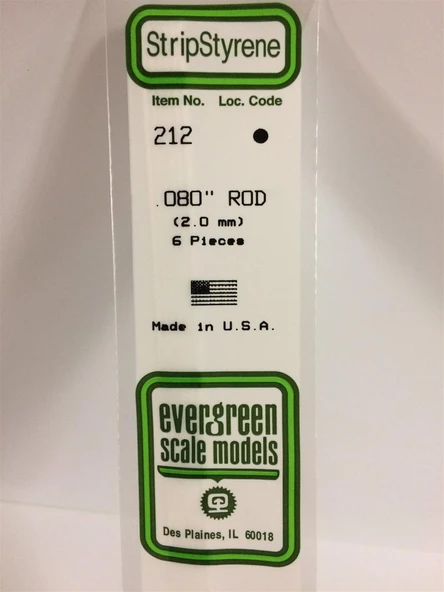 StripStyrene
Item No. Loc. Code
212 ●
.080" ROD
(2.0 mm)
6 Pieces
Made in U.S.A.
evergreen
scale models
Des Plaines, IL 60018